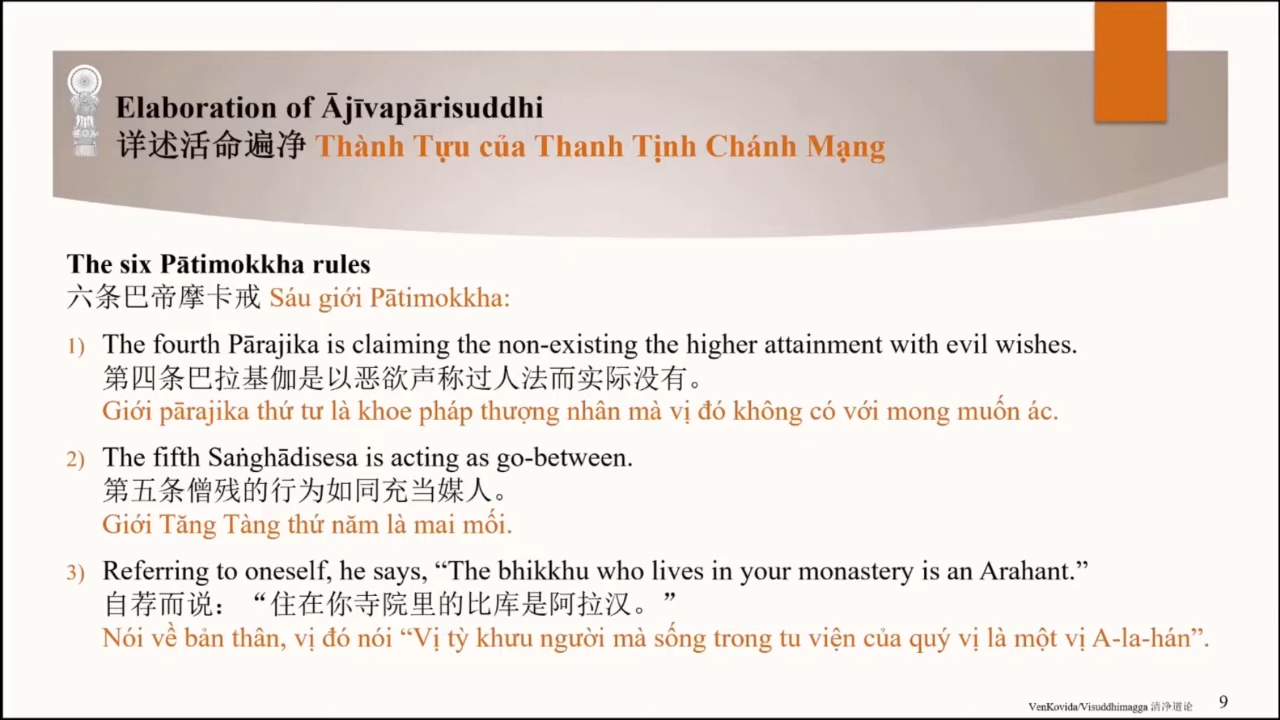 Elaboration of Ājīvapārisuddhi
详述活命遍净 Thành Tựu của Thanh Tịnh Chánh Mạng
The six Pātimokkha rules
六条巴帝摩卡戒 Sáu giới Pātimokkha:
1) The fourth Pārajika is claiming the non-existing the higher attainment with evil wishes.
第四条巴拉基伽是以恶欲声称过人法而实际没有。
Giới pārajika thứ tư là khoe pháp thượng nhân mà vị đó không có với mong muốn ác.
2) The fifth Saṅghādisesa is acting as go-between.
第五条僧残的行为如同充当媒人。
Giới Tăng Tàng thứ năm là mai mối.
3) Referring to oneself, he says, “The bhikkhu who lives in your monastery is an Arahant.”
自荐而说：“住在你寺院里的比库是阿拉汉。”
Nói về bản thân, vị đó nói “Vị tỳ khưu người mà sống trong tu viện của quý vị là một vị A-la-hán”.
VenKovida/Visuddhimagga 清净道论 9